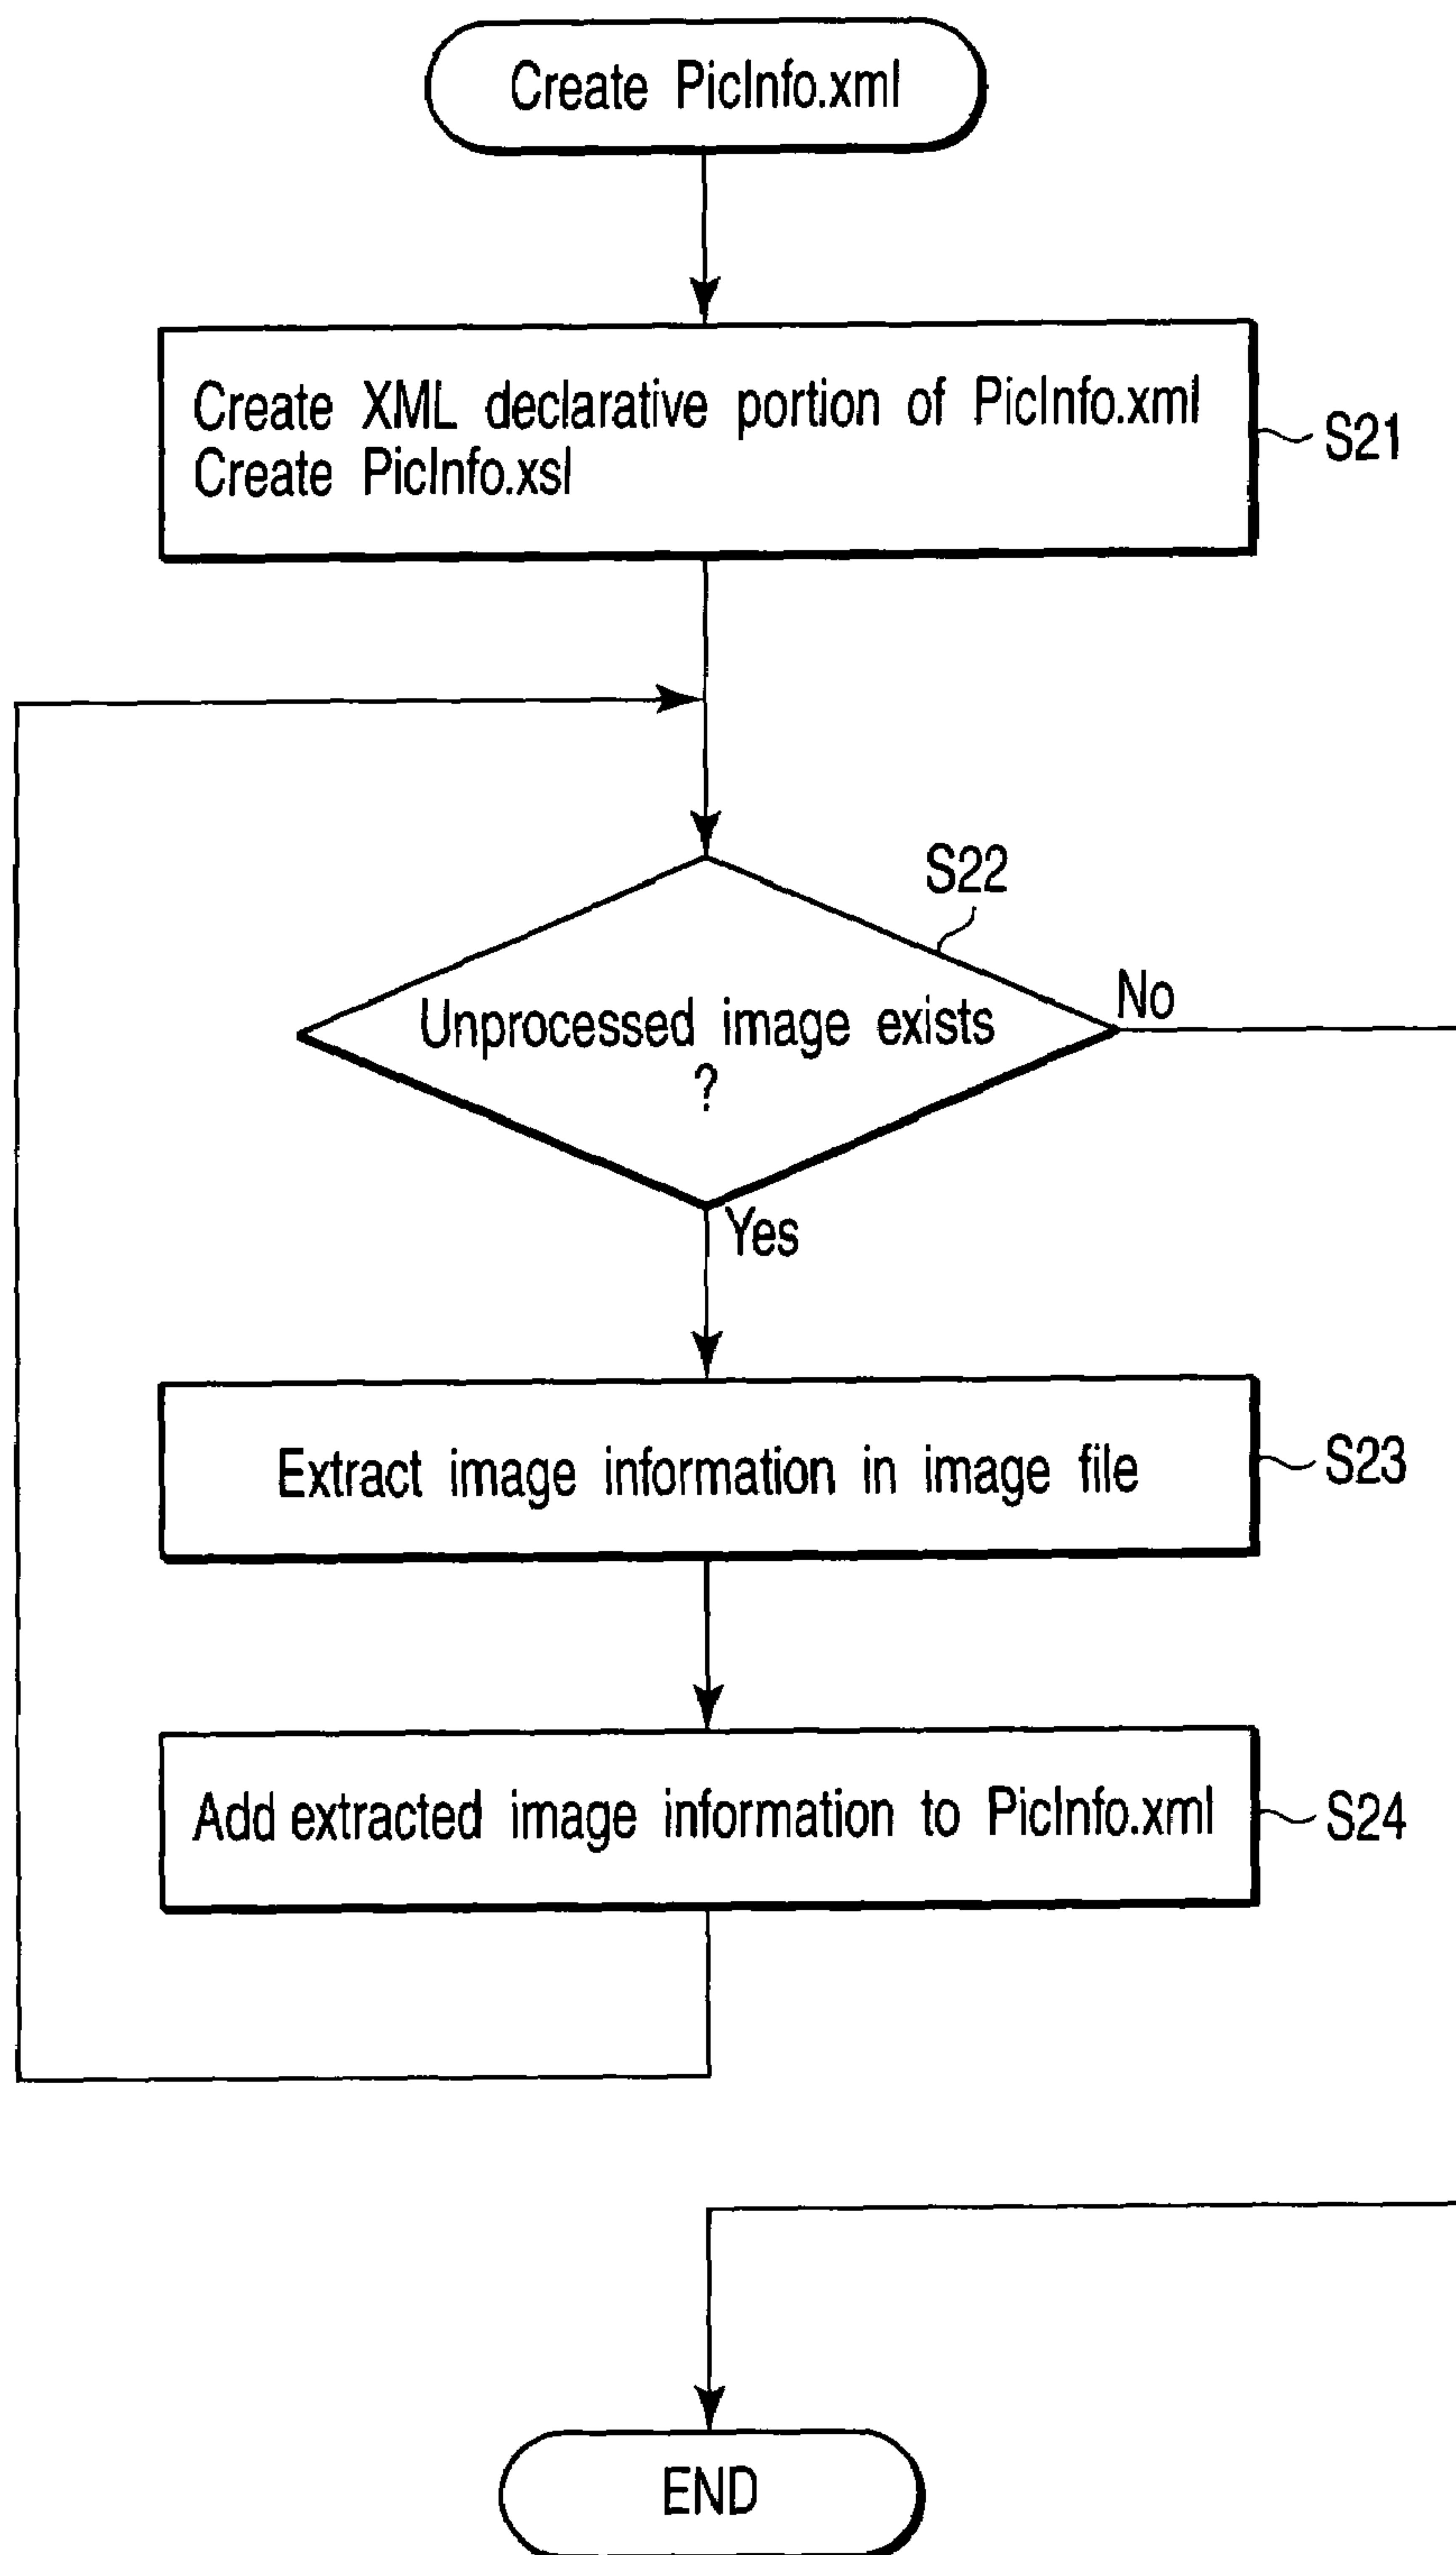 Create PicInfo.xml
Create XML declarative portion of PicInfo.xml
Create PicInfo.xsl
S21
S22
Unprocessed image exists
?
No
Yes
Extract image information in image file
S23
Add extracted image information to PicInfo.xml
S24
END